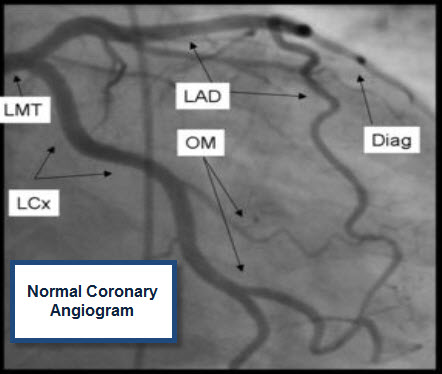 LMT
LAD
OM
Diag
LCx
Normal Coronary
Angiogram